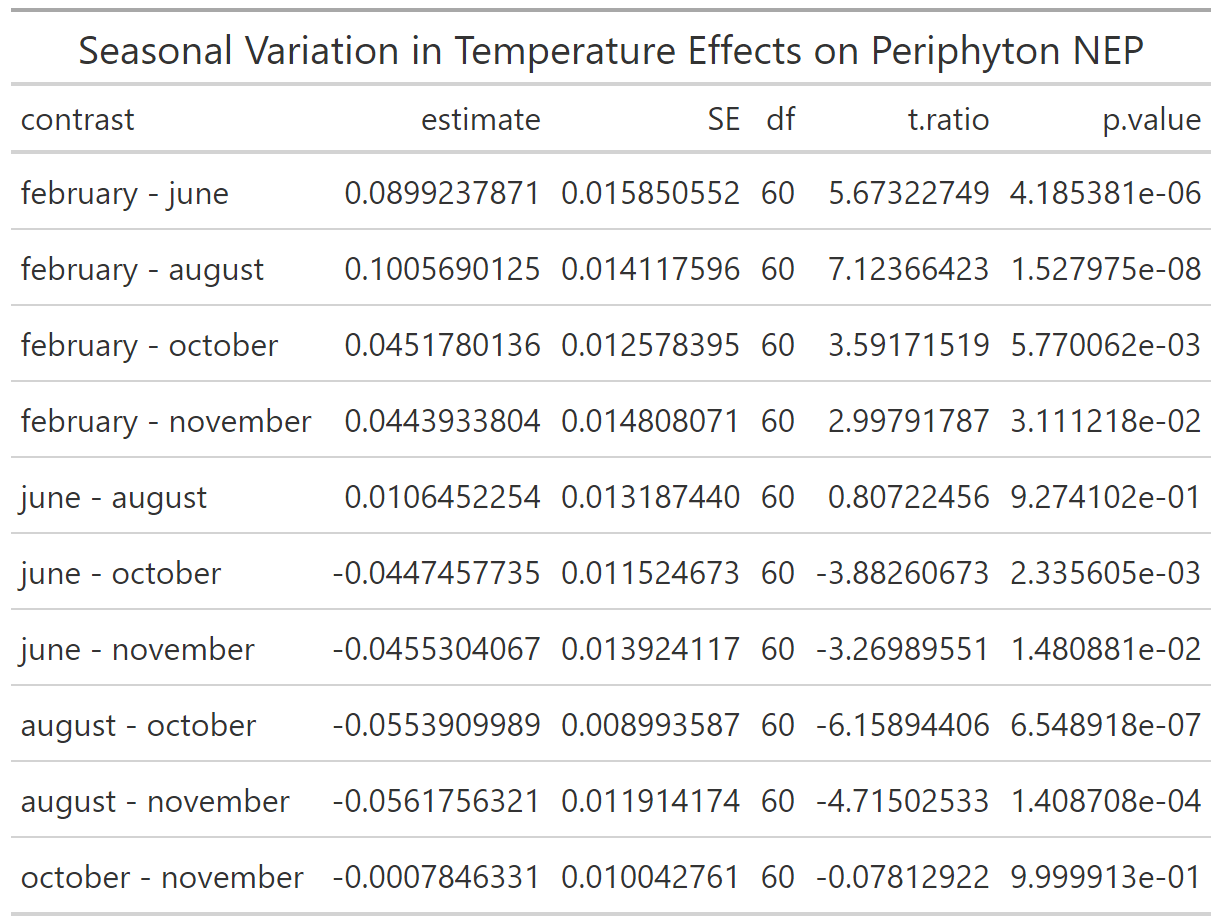 Seasonal Variation in Temperature Effects on Periphyton NEP
contrast estimate SE df t.ratio p.value
february - june 0.0899237871 0.015850552 60 5.67322749 4.185381e-06
february - august 0.1005690125 0.014117596 60 7.12366423 1.527975e-08
february - october 0.0451780136 0.012578395 60 3.59171519 5.770062e-03
february - november 0.0443933804 0.014808071 60 2.99791787 3.111218e-02
june - august 0.0106452254 0.013187440 60 0.80722456 9.274102e-01
june - october -0.0447457735 0.011524673 60 -3.88260673 2.335605e-03
june - november -0.0455304067 0.013924117 60 -3.26989551 1.480881e-02
august - october -0.0553909989 0.008993587 60 -6.15894406 6.548918e-07
august - november -0.0561756321 0.011914174 60 -4.71502533 1.408708e-04
october - november -0.0007846331 0.010042761 60 -0.07812922 9.999913e-01